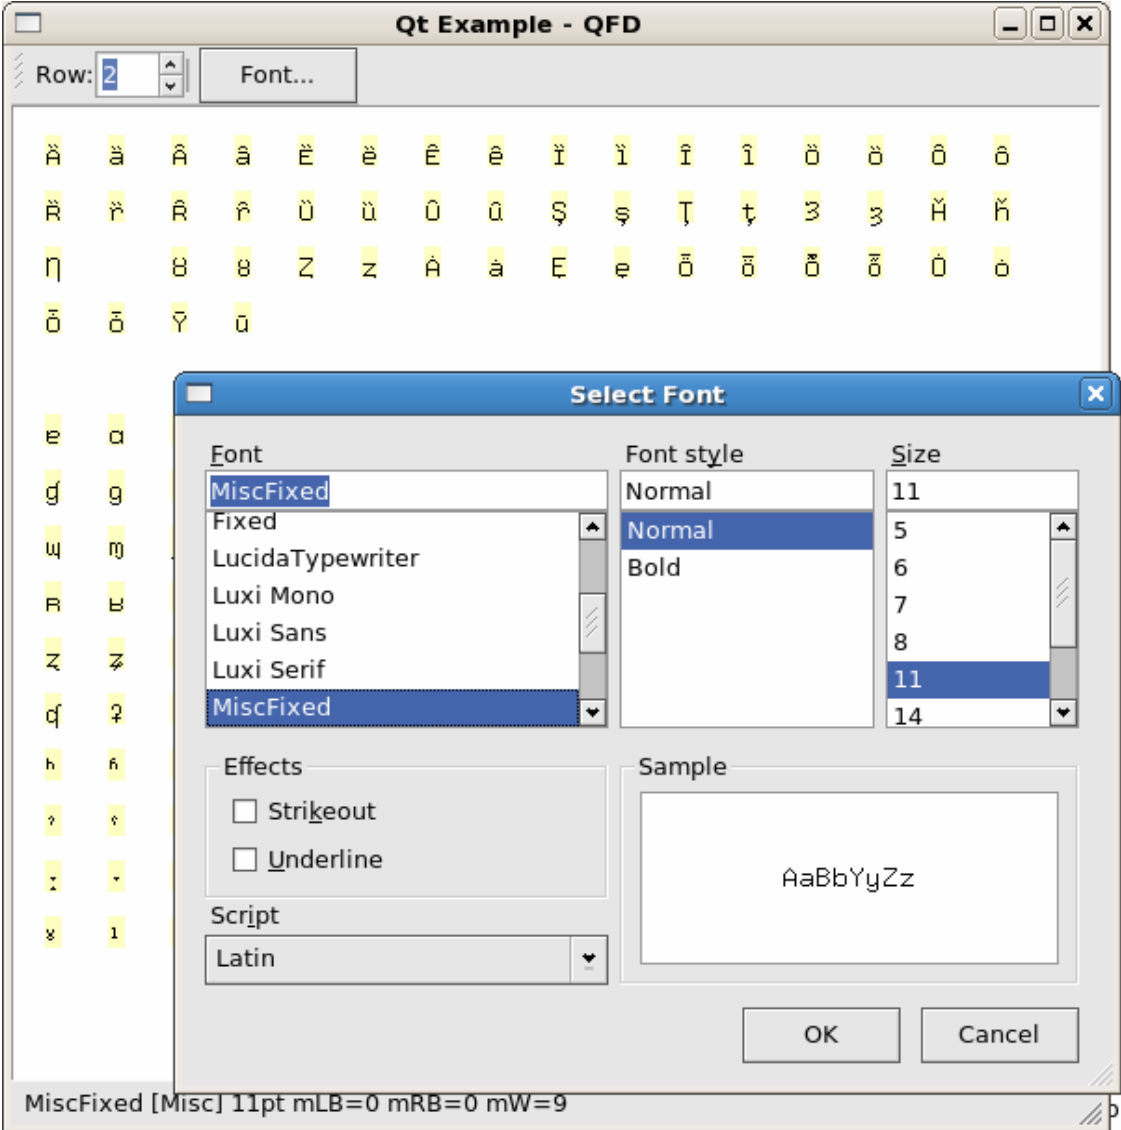 Qt Example - QFD
Row: 2 Font...
Ȁ ȁ Ȃ ȃ Ȅ ȅ Ȇ ȇ Ȉ ȉ Ȋ ȋ Ȍ ȍ Ȏ ȏ
Ȑ ȑ Ȓ ȓ Ȕ ȕ Ȗ ȗ Ș ș Ț ț Ȝ ȝ Ȟ ȟ
Ƞ Ȣ ȣ Ȥ ȥ Ȧ ȧ Ȩ ȩ Ȫ ȫ Ȭ ȭ Ȯ ȯ
Ȱ ȱ Ȳ ȳ
ɐ ɑ
ɠ ɡ
ɰ ɱ
ʀ ʁ
ʐ ʑ
ʠ ʡ
ʰ ʱ
ˀ ˁ
ː ˑ
ˠ ˡ
Select Font
Font
MiscFixed
Fixed
LucidaTypewriter
Luxi Mono
Luxi Sans
Luxi Serif
MiscFixed
Font style
Normal
Normal
Bold
Size
11
5
6
7
8
11
14
Effects
Strikeout
Underline
Script
Latin
Sample
AaBbYyZz
OK Cancel
MiscFixed [Misc] 11pt mLB=0 mRB=0 mW=9